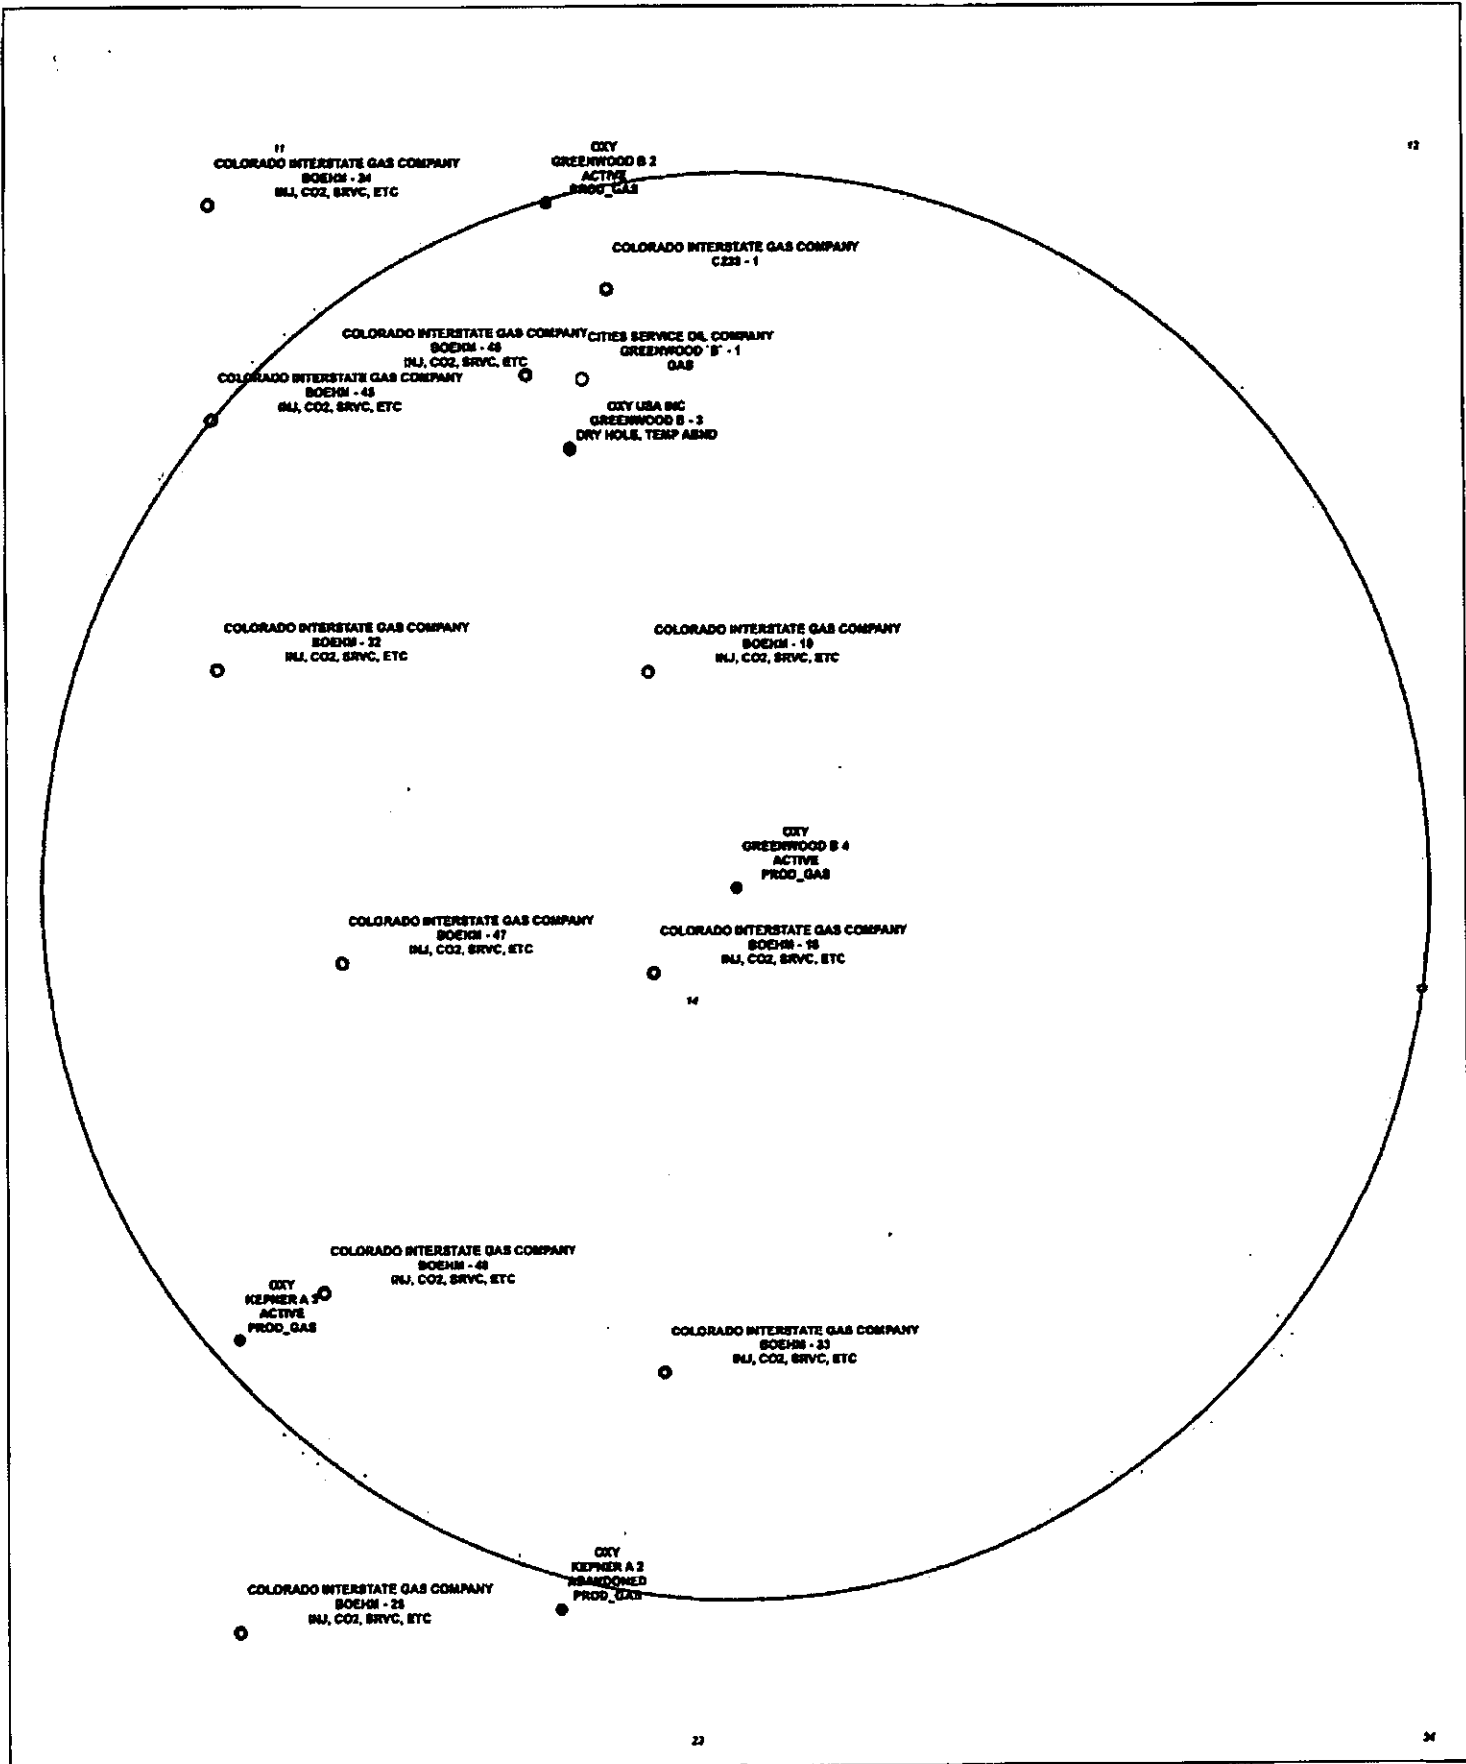 11
COLORADO INTERSTATE GAS COMPANY
BOEHM - 34
INJ, CO2, SRVC, ETC
OXY
GREENWOOD B 2
ACTIVE
PROD_GAS
12
COLORADO INTERSTATE GAS COMPANY
C233 - 1
COLORADO INTERSTATE GAS COMPANY
BOEHM - 46
INJ, CO2, SRVC, ETC
CITIES SERVICE OIL COMPANY
GREENWOOD 'B' - 1
GAS
COLORADO INTERSTATE GAS COMPANY
BOEHM - 45
INJ, CO2, SRVC, ETC
OXY USA INC
GREENWOOD B - 3
DRY HOLE, TEMP ABND
COLORADO INTERSTATE GAS COMPANY
BOEHM - 32
INJ, CO2, SRVC, ETC
COLORADO INTERSTATE GAS COMPANY
BOEHM - 19
INJ, CO2, SRVC, ETC
OXY
GREENWOOD B 4
ACTIVE
PROD_GAS
COLORADO INTERSTATE GAS COMPANY
BOEHM - 47
INJ, CO2, SRVC, ETC
COLORADO INTERSTATE GAS COMPANY
BOEHM -
INJ, CO2, SRVC, ETC
14
COLORADO INTERSTATE GAS COMPANY
BOEHM - 48
INJ, CO2, SRVC, ETC
OXY
KEPNER A 3
ACTIVE
PROD_GAS
COLORADO INTERSTATE GAS COMPANY
BOEHM - 33
INJ, CO2, SRVC, ETC
OXY
KEPNER A 2
ABANDONED
PROD_GAS
COLORADO INTERSTATE GAS COMPANY
BOEHM -
INJ, CO2, SRVC, ETC
23
24